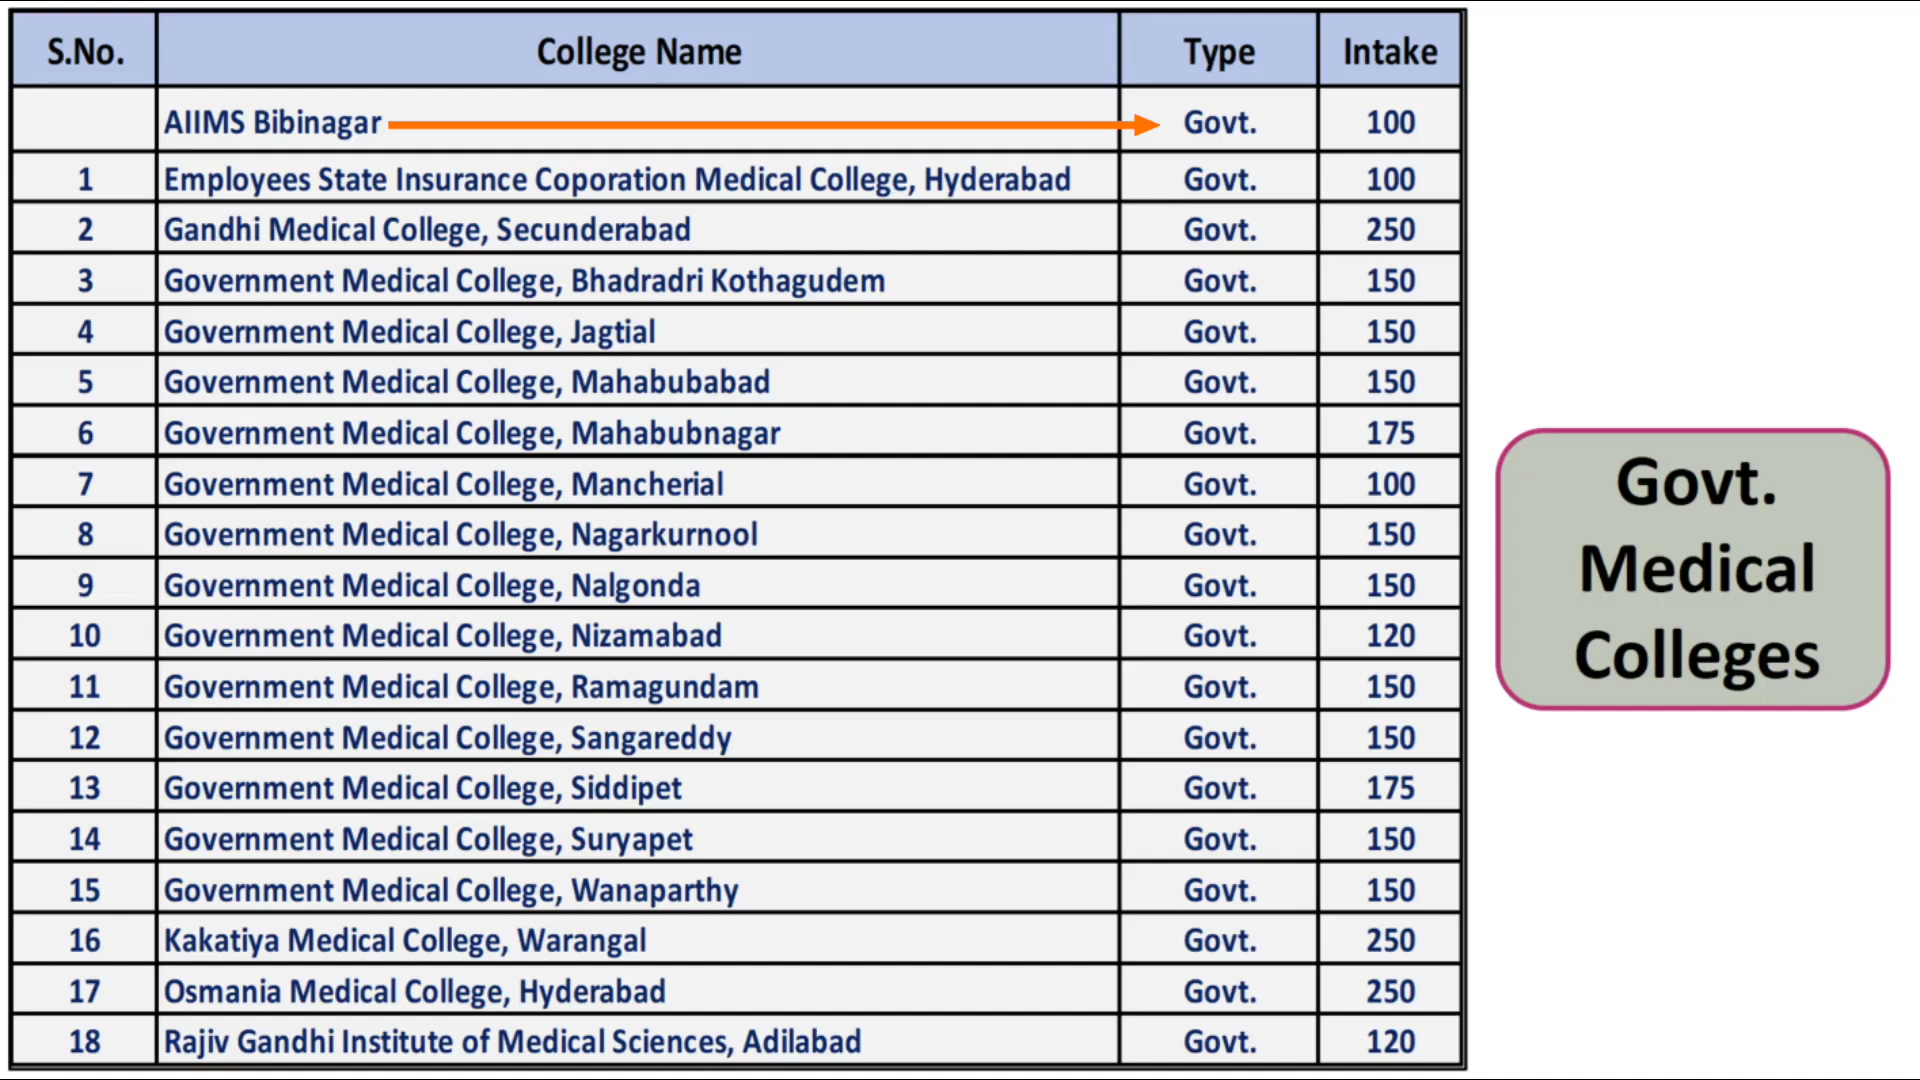 S.No. College Name Type Intake
AIIMS Bibinagar Govt. 100
1 Employees State Insurance Coporation Medical College, Hyderabad Govt. 100
2 Gandhi Medical College, Secunderabad Govt. 250
3 Government Medical College, Bhadradri Kothagudem Govt. 150
4 Government Medical College, Jagtial Govt. 150
5 Government Medical College, Mahabubabad Govt. 150
6 Government Medical College, Mahabubnagar Govt. 175
7 Government Medical College, Mancherial Govt. 100
8 Government Medical College, Nagarkurnool Govt. 150
9 Government Medical College, Nalgonda Govt. 150
10 Government Medical College, Nizamabad Govt. 120
11 Government Medical College, Ramagundam Govt. 150
12 Government Medical College, Sangareddy Govt. 150
13 Government Medical College, Siddipet Govt. 175
14 Government Medical College, Suryapet Govt. 150
15 Government Medical College, Wanaparthy Govt. 150
16 Kakatiya Medical College, Warangal Govt. 250
17 Osmania Medical College, Hyderabad Govt. 250
18 Rajiv Gandhi Institute of Medical Sciences, Adilabad Govt. 120
Govt.
Medical
Colleges